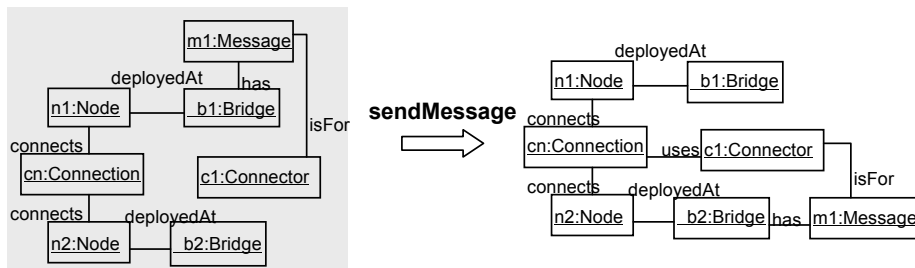 m1:Message
deployedAt
has
n1:Node
b1:Bridge
isFor
connects
cn:Connection
c1:Connector
connects
deployedAt
n2:Node
b2:Bridge
sendMessage
deployedAt
n1:Node
b1:Bridge
connects
cn:Connection
uses
c1:Connector
connects
deployedAt
isFor
n2:Node
b2:Bridge
has
m1:Message